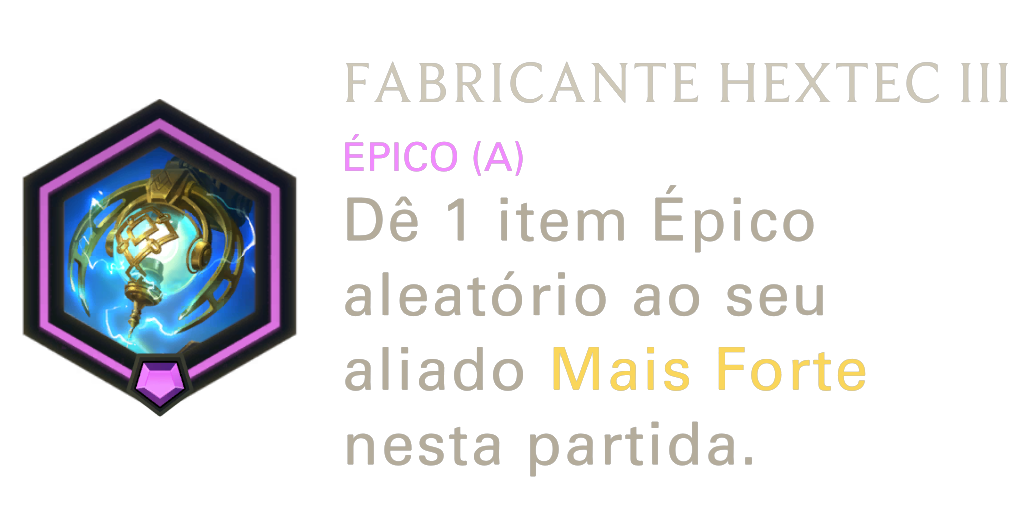 FABRICANTE HEXTEC III
ÉPICO (A)
Dê 1 item Épico
aleatório ao seu
aliado Mais Forte
nesta partida.